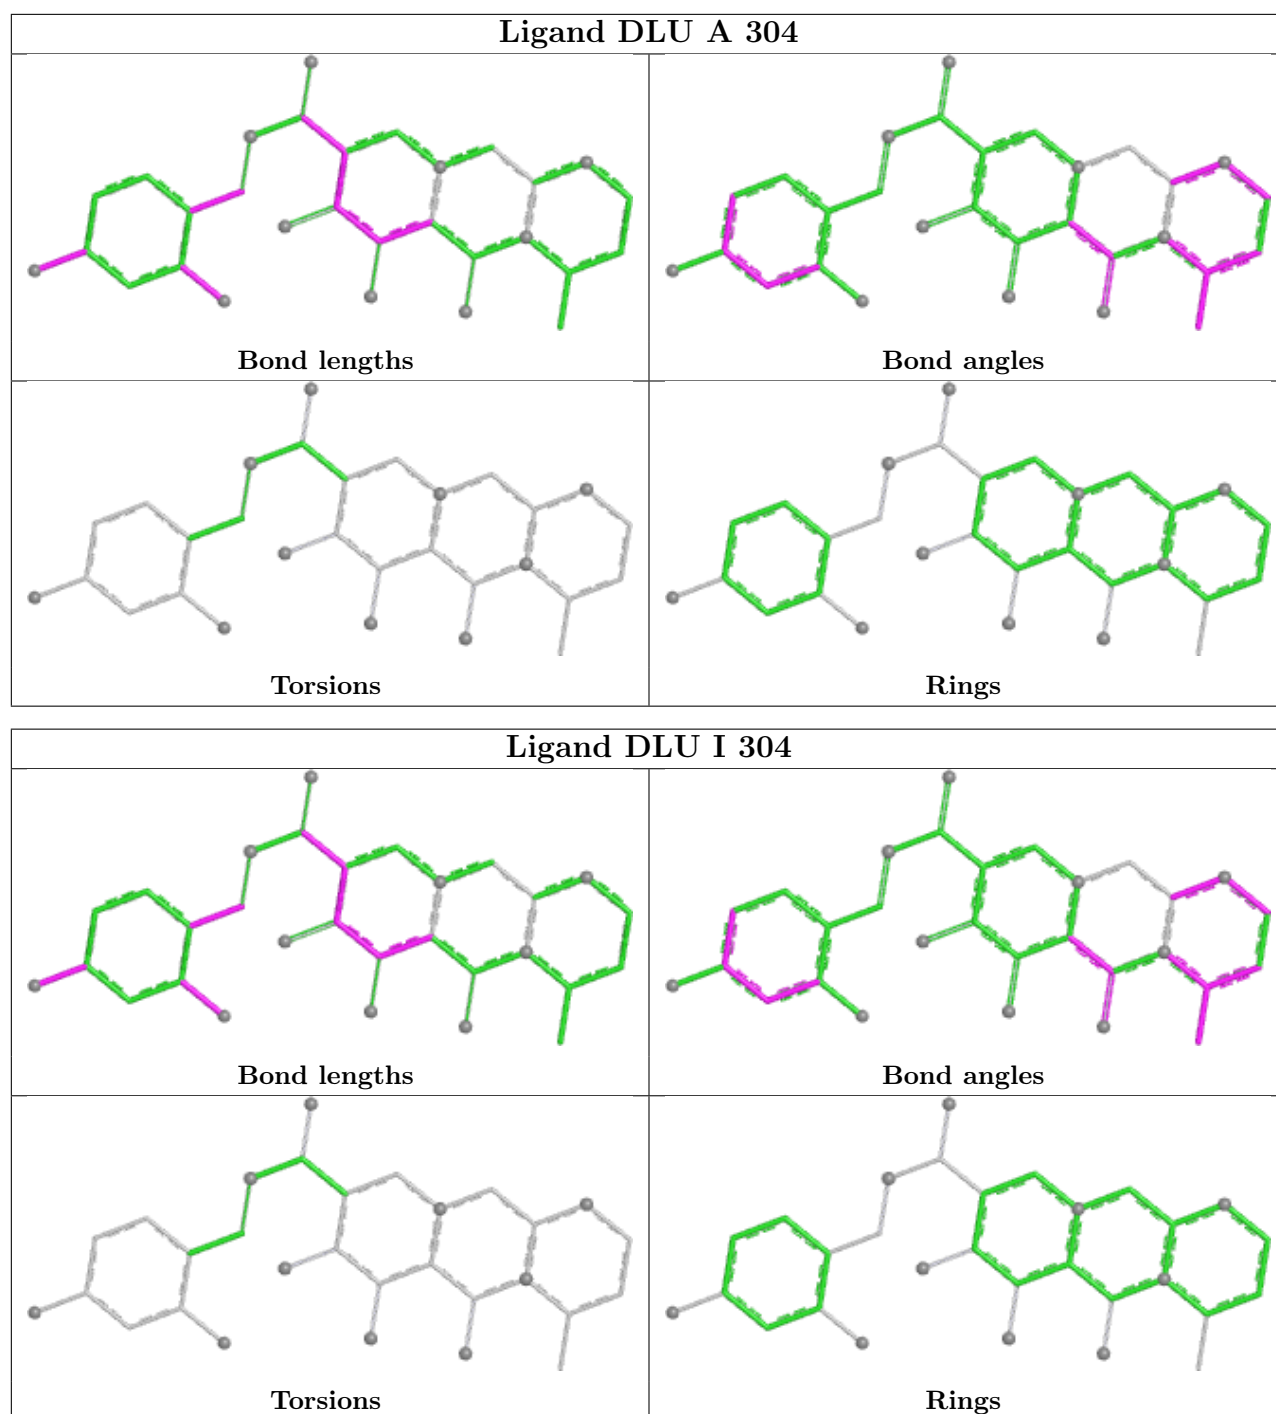 Ligand DLU A 304
Bond lengths
Bond angles
Torsions
Rings
Ligand DLU I 304
Bond lengths
Bond angles
Torsions
Rings